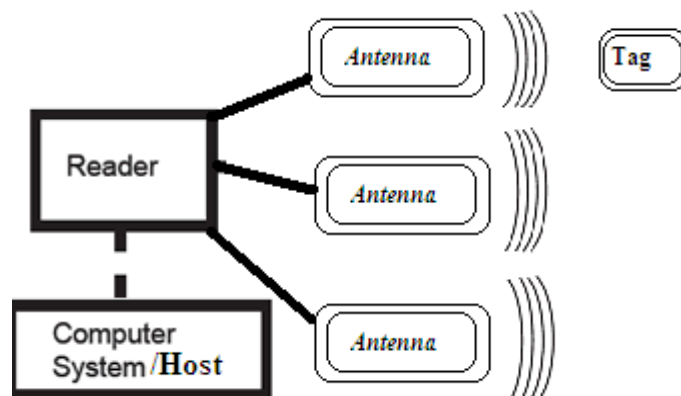 Antenna
Tag
Reader
Antenna
Computer
System /Host
Antenna